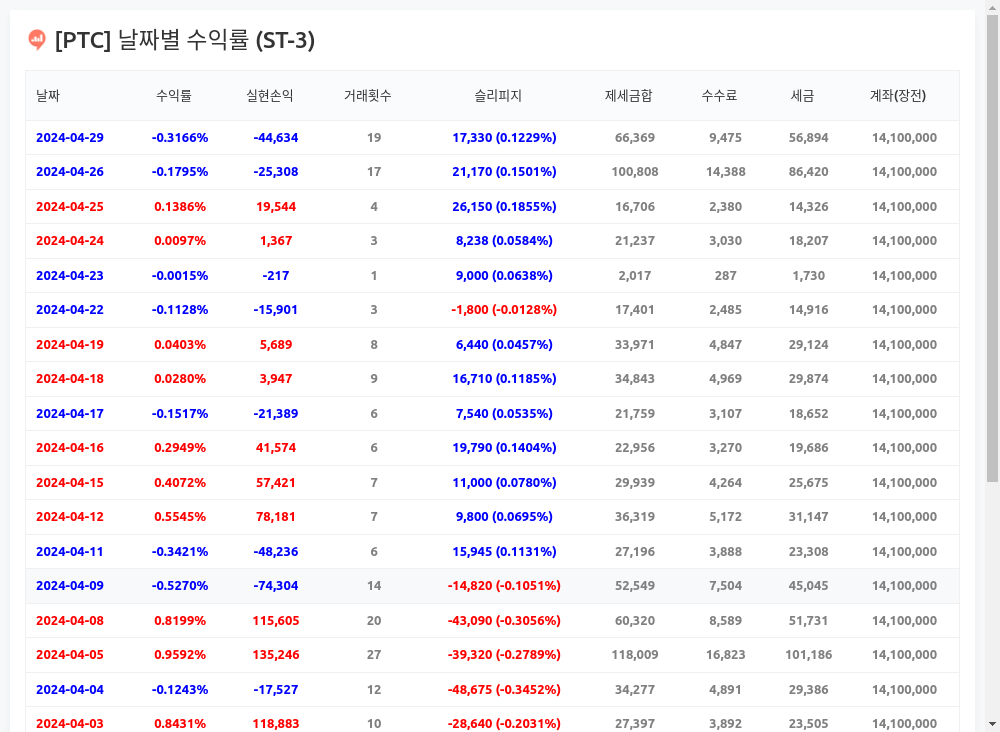 [PTC] 날짜별 수익률 (ST-3)
날짜 수익률 실현손익 거래횟수 슬리피지 제세금합 수수료 세금 계좌(장전)
2024-04-29 -0.3166% -44,634 19 17,330 (0.1229%) 66,369 9,475 56,894 14,100,000
2024-04-26 -0.1795% -25,308 17 21,170 (0.1501%) 100,808 14,388 86,420 14,100,000
2024-04-25 0.1386% 19,544 4 26,150 (0.1855%) 16,706 2,380 14,326 14,100,000
2024-04-24 0.0097% 1,367 3 8,238 (0.0584%) 21,237 3,030 18,207 14,100,000
2024-04-23 -0.0015% -217 1 9,000 (0.0638%) 2,017 287 1,730 14,100,000
2024-04-22 -0.1128% -15,901 3 -1,800 (-0.0128%) 17,401 2,485 14,916 14,100,000
2024-04-19 0.0403% 5,689 8 6,440 (0.0457%) 33,971 4,847 29,124 14,100,000
2024-04-18 0.0280% 3,947 9 16,710 (0.1185%) 34,843 4,969 29,874 14,100,000
2024-04-17 -0.1517% -21,389 6 7,540 (0.0535%) 21,759 3,107 18,652 14,100,000
2024-04-16 0.2949% 41,574 6 19,790 (0.1404%) 22,956 3,270 19,686 14,100,000
2024-04-15 0.4072% 57,421 7 11,000 (0.0780%) 29,939 4,264 25,675 14,100,000
2024-04-12 0.5545% 78,181 7 9,800 (0.0695%) 36,319 5,172 31,147 14,100,000
2024-04-11 -0.3421% -48,236 6 15,945 (0.1131%) 27,196 3,888 23,308 14,100,000
2024-04-09 -0.5270% -74,304 14 -14,820 (-0.1051%) 52,549 7,504 45,045 14,100,000
2024-04-08 0.8199% 115,605 20 -43,090 (-0.3056%) 60,320 8,589 51,731 14,100,000
2024-04-05 0.9592% 135,246 27 -39,320 (-0.2789%) 118,009 16,823 101,186 14,100,000
2024-04-04 -0.1243% -17,527 12 -48,675 (-0.3452%) 34,277 4,891 29,386 14,100,000
2024-04-03 0.8431% 118,883 10 -28,640 (-0.2031%) 27,397 3,892 23,505 14,100,000